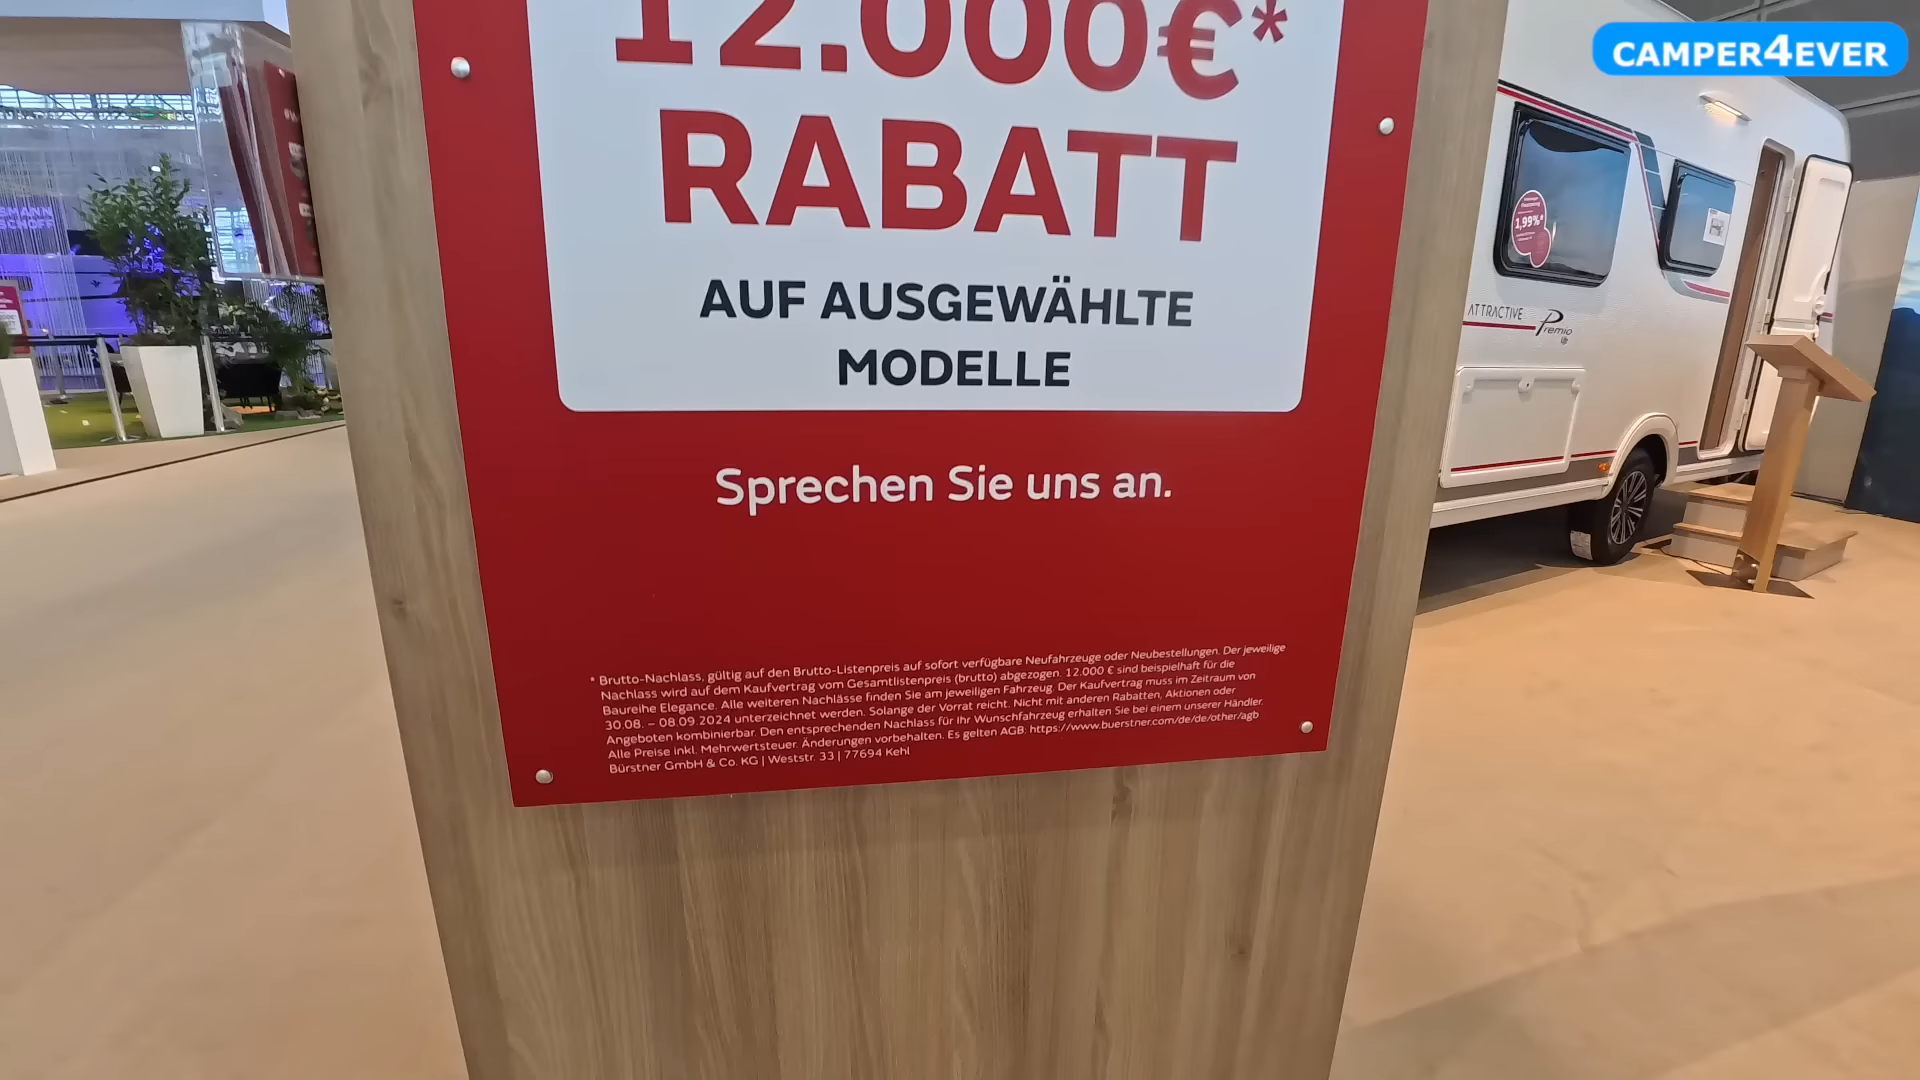 CAMPER4EVER
12.000€*
RABATT
AUF AUSGEWÄHLTE
MODELLE
Sprechen Sie uns an.
* Brutto-Nachlass, gültig auf den Brutto-Listenpreis auf sofort verfügbare Neufahrzeuge oder Neubestellungen. Der jeweilige
Nachlass wird auf dem Kaufvertrag vom Gesamtlistenpreis (brutto) abgezogen. 12.000 € sind beispielhaft für die
Baureihe Elegance. Alle weiteren Nachlässe finden Sie am jeweiligen Fahrzeug. Der Kaufvertrag muss im Zeitraum von
30.08. – 08.09.2024 unterzeichnet werden. Solange der Vorrat reicht. Nicht mit anderen Rabatten, Aktionen oder
Angeboten kombinierbar. Den entsprechenden Nachlass für Ihr Wunschfahrzeug erhalten Sie bei einem unserer Händler.
Alle Preise inkl. Mehrwertsteuer. Änderungen vorbehalten. Es gelten AGB: https://www.buerstner.com/de/de/other/agb
Bürstner GmbH & Co. KG | Weststr. 33 | 77694 Kehl
1,99%*
ATTRACTIVE
Premio
life
SMANN
SCHOFF